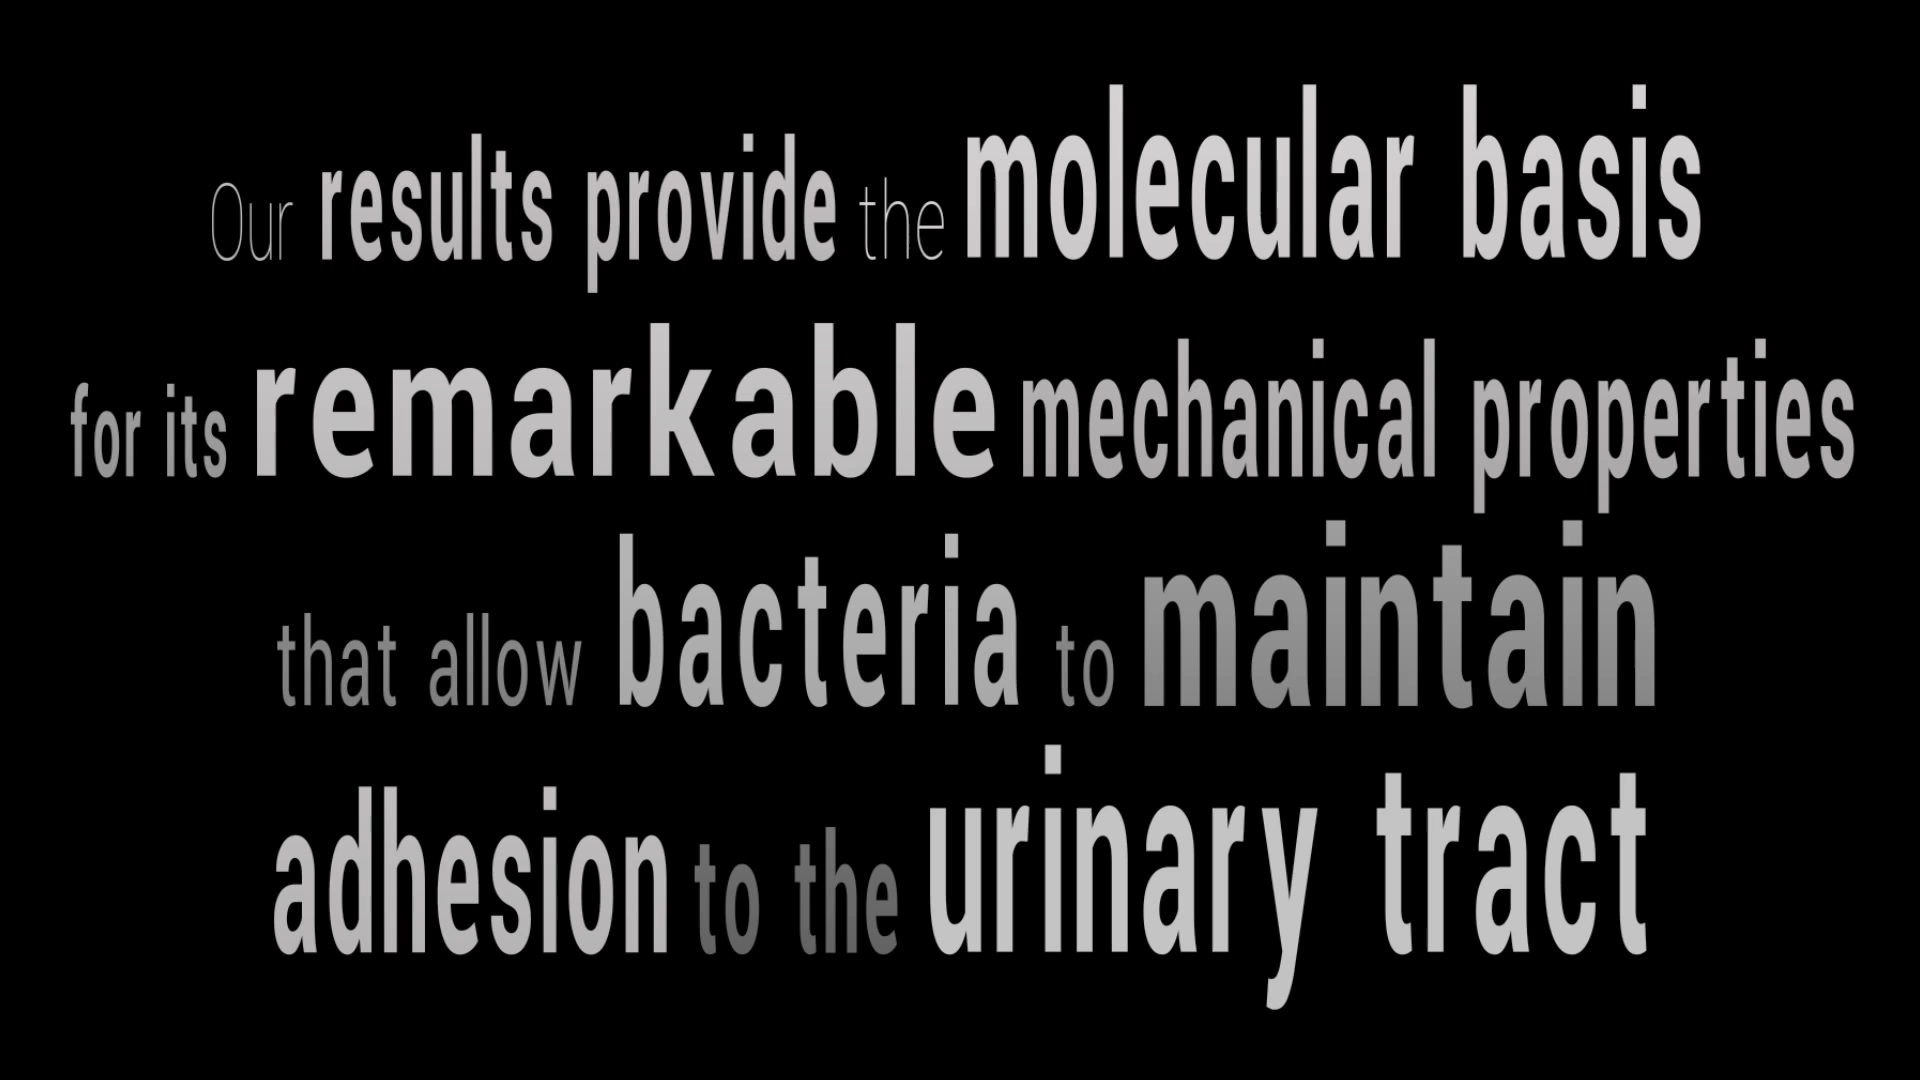 Our results provide the molecular basis
for its remarkable mechanical properties
that allow bacteria to maintain
adhesion to the urinary tract